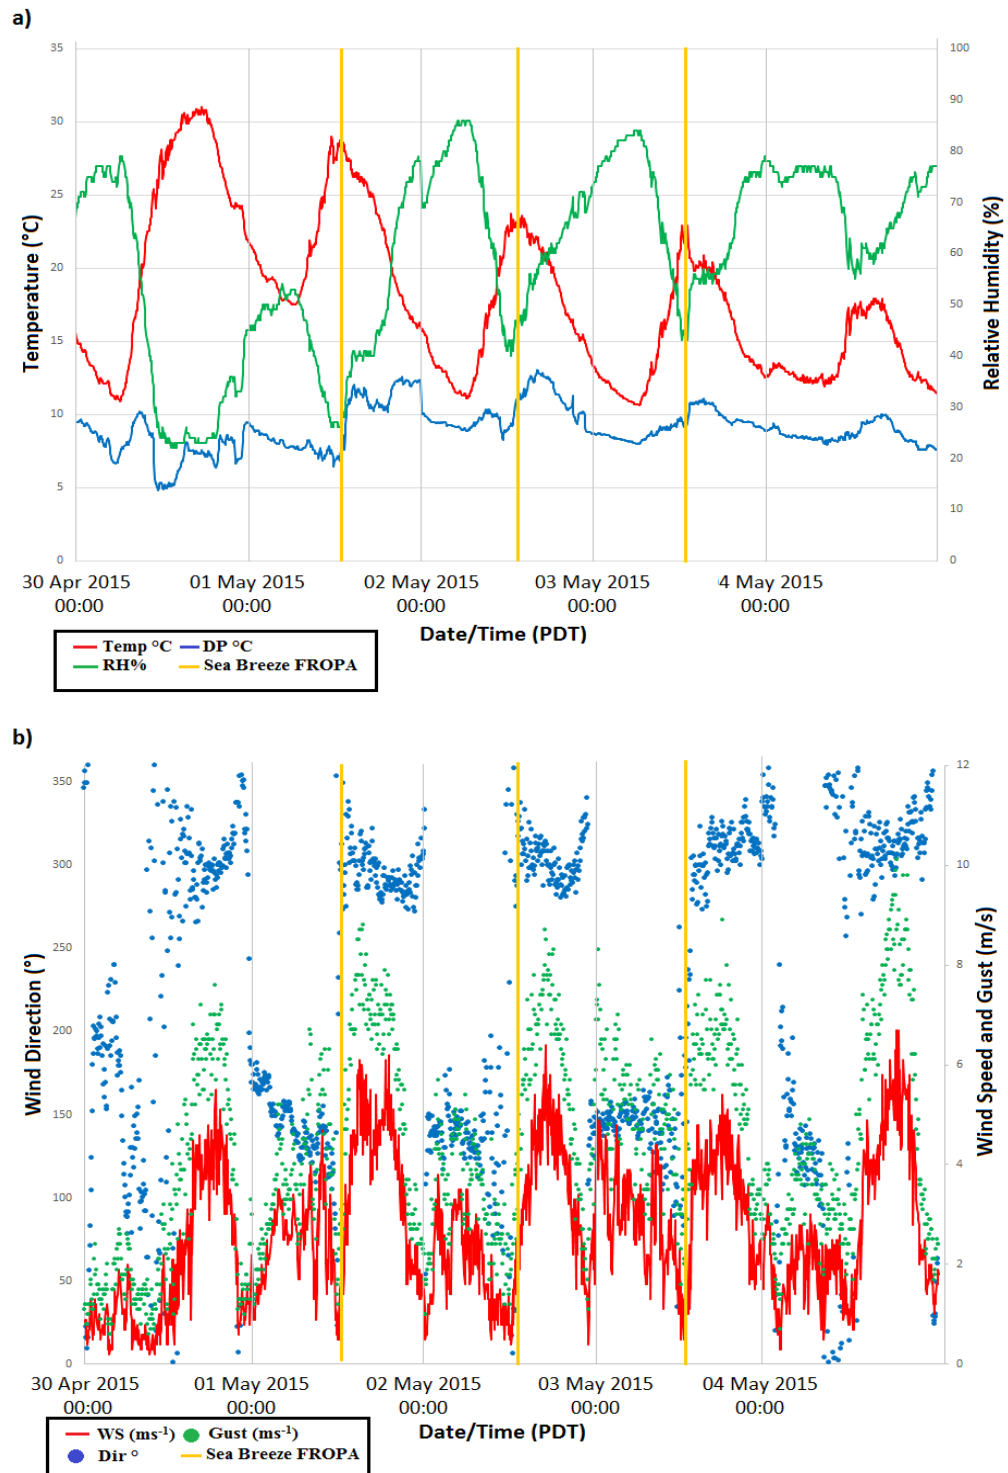 a)
35
30
25
20
15
10
5
0
Temperature (°C)
100
90
80
70
60
50
40
30
20
10
0
Relative Humidity (%)
30 Apr 2015 01 May 2015 02 May 2015 03 May 2015 04 May 2015
00:00 00:00 00:00 00:00 00:00
Date/Time (PDT)
Temp °C DP °C
RH% Sea Breeze FROPA
b)
350
300
250
200
150
100
50
0
Wind Direction (°)
12
10
8
6
4
2
0
Wind Speed and Gust (m/s)
30 Apr 2015 01 May 2015 02 May 2015 03 May 2015 04 May 2015
00:00 00:00 00:00 00:00 00:00
Date/Time (PDT)
WS (ms⁻¹) Gust (ms⁻¹)
Dir ° Sea Breeze FROPA